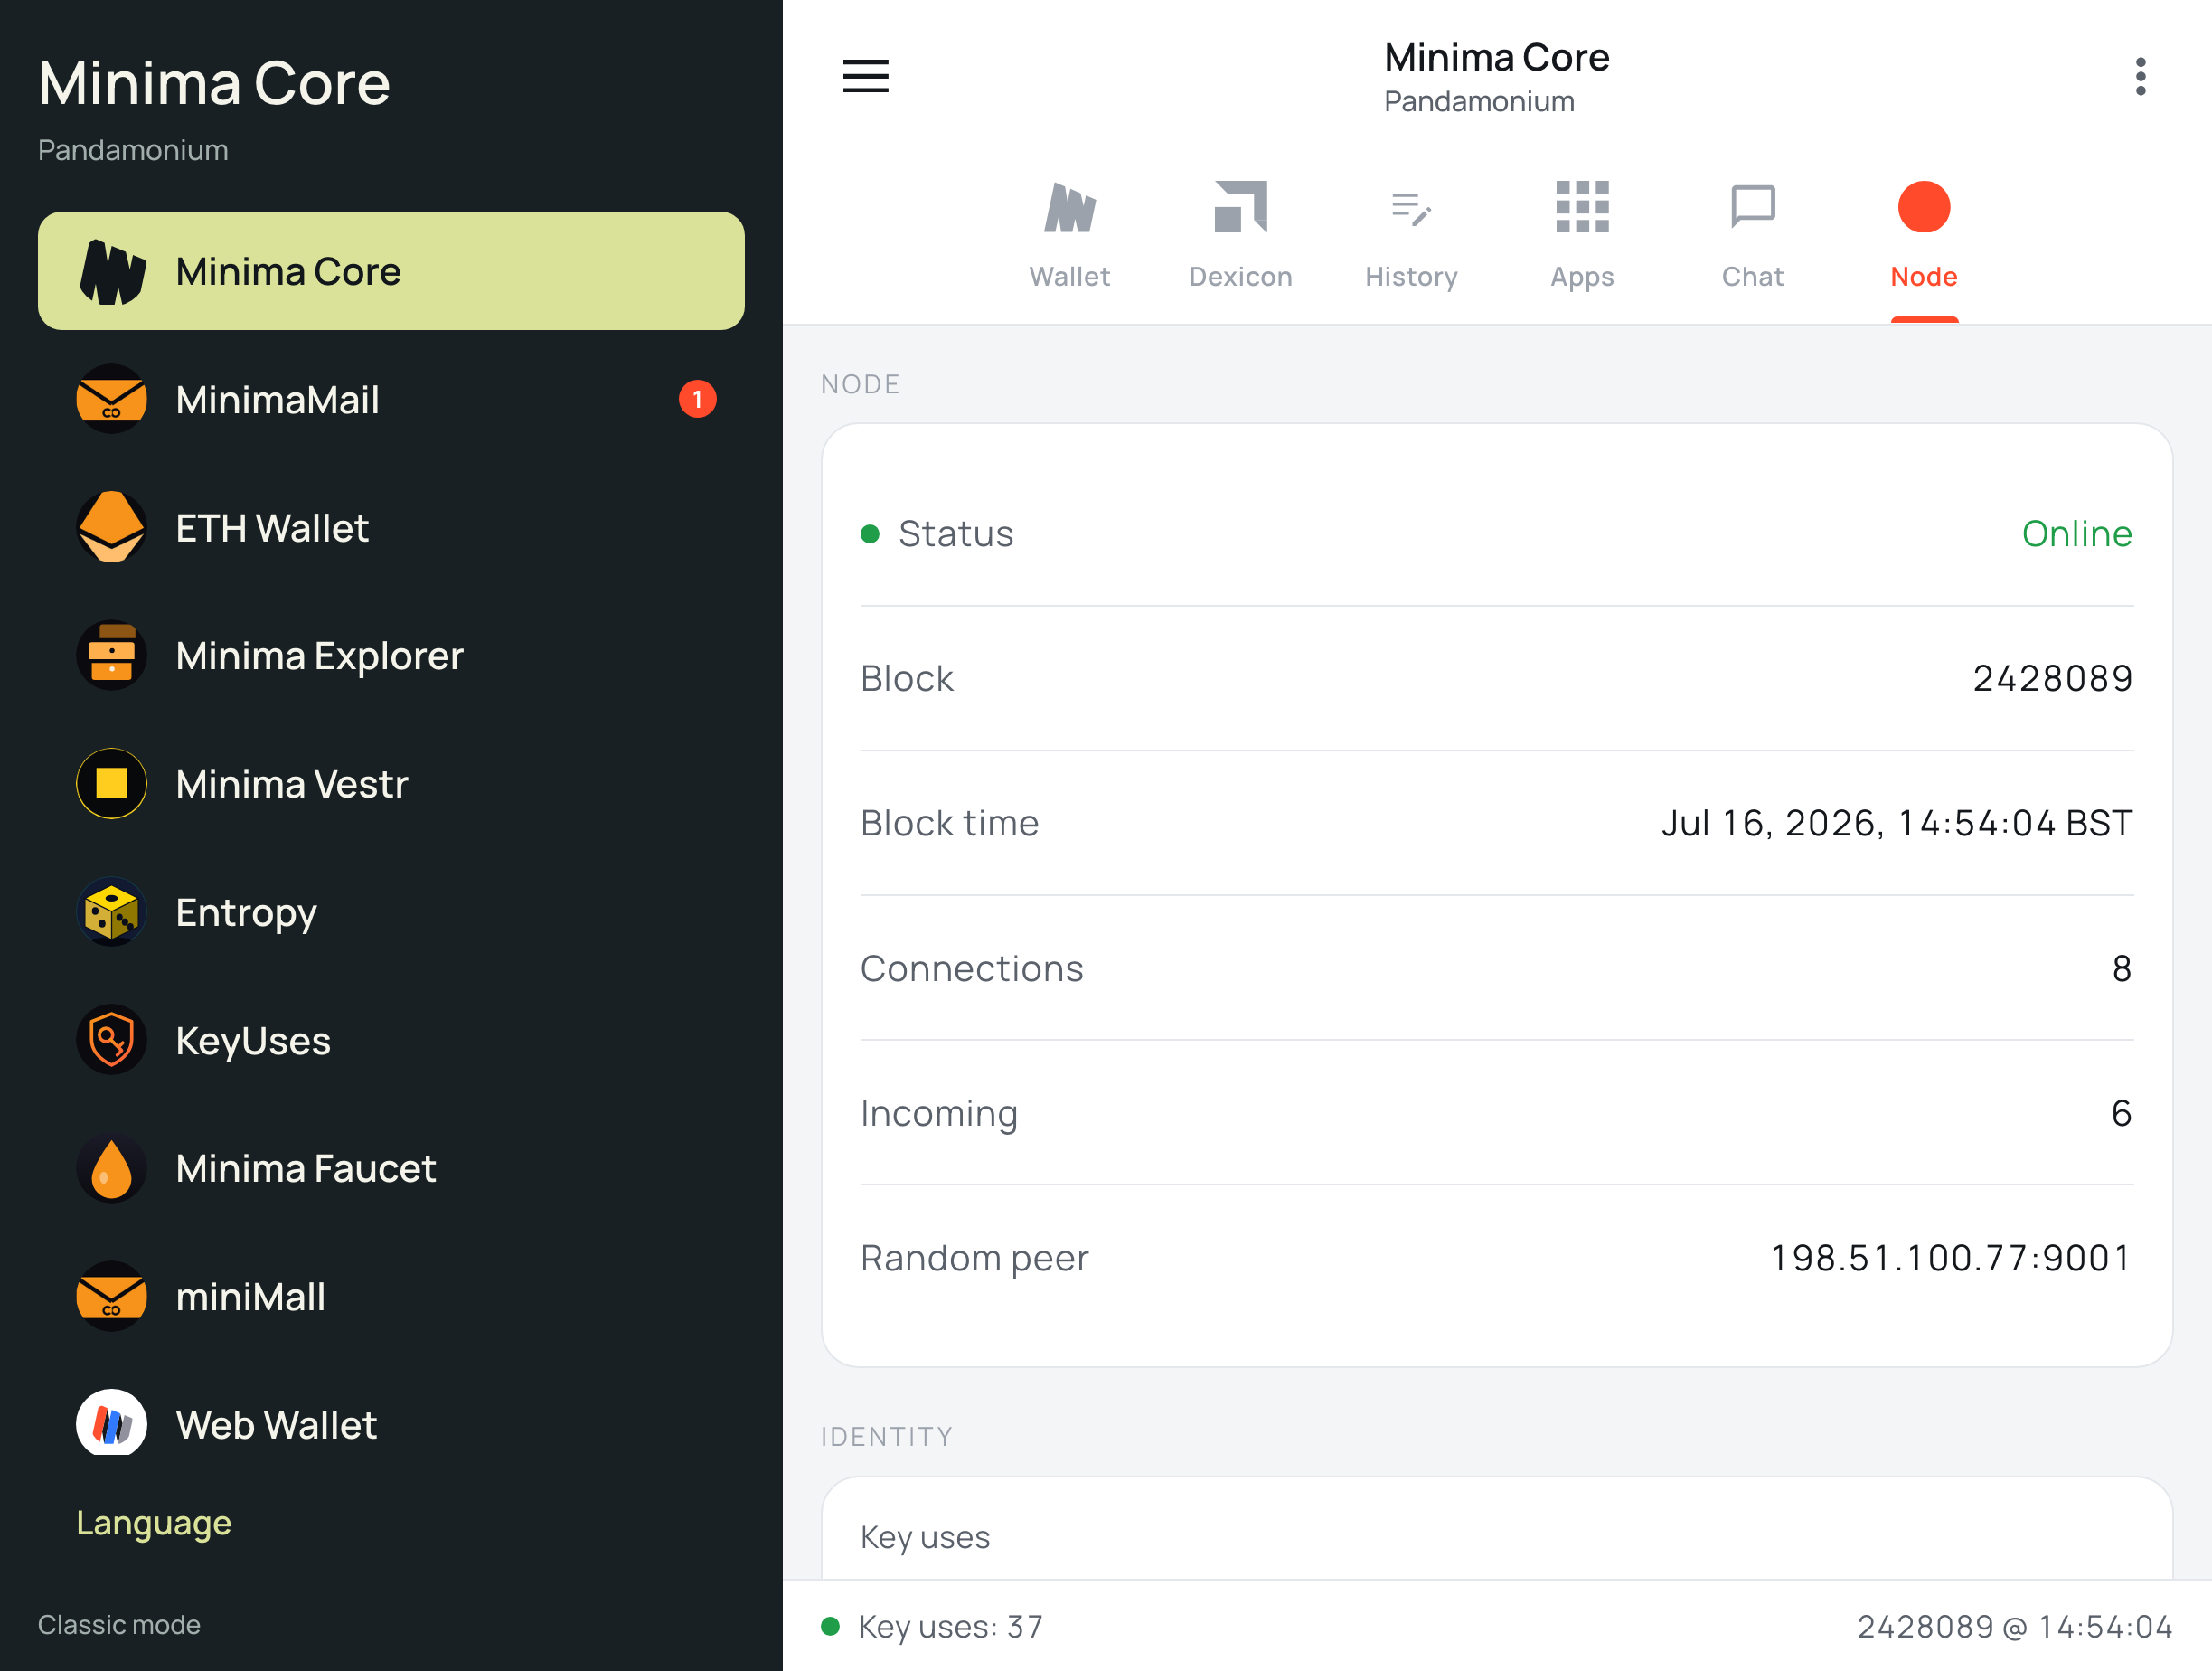 Minima Core
Pandamonium
Minima Core
MinimaMail
1
ETH Wallet
Minima Explorer
Minima Vestr
Entropy
KeyUses
Minima Faucet
miniMall
Web Wallet
Language
Classic mode
Minima Core
Pandamonium
Wallet
Dexicon
History
Apps
Chat
Node
NODE
Status
Online
Block
2428089
Block time
Jul 16, 2026, 14:54:04 BST
Connections
8
Incoming
6
Random peer
198.51.100.77:9001
IDENTITY
Key uses
Key uses: 37
2428089 @ 14:54:04